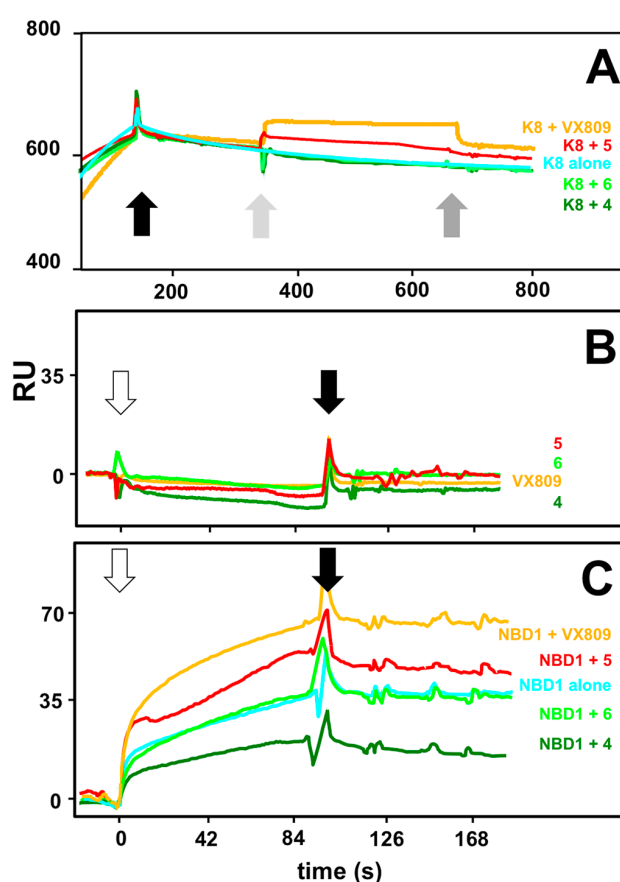 800
A
K8 + VX809
K8 + 5
600
K8 alone
K8 + 6
K8 + 4
400
200
400
600
800
B
RU
35
5
6
0
VX809
4
C
70
NBD1 + VX809
NBD1 + 5
NBD1 alone
35
NBD1 + 6
NBD1 + 4
0
0
42
84
126
168
time (s)